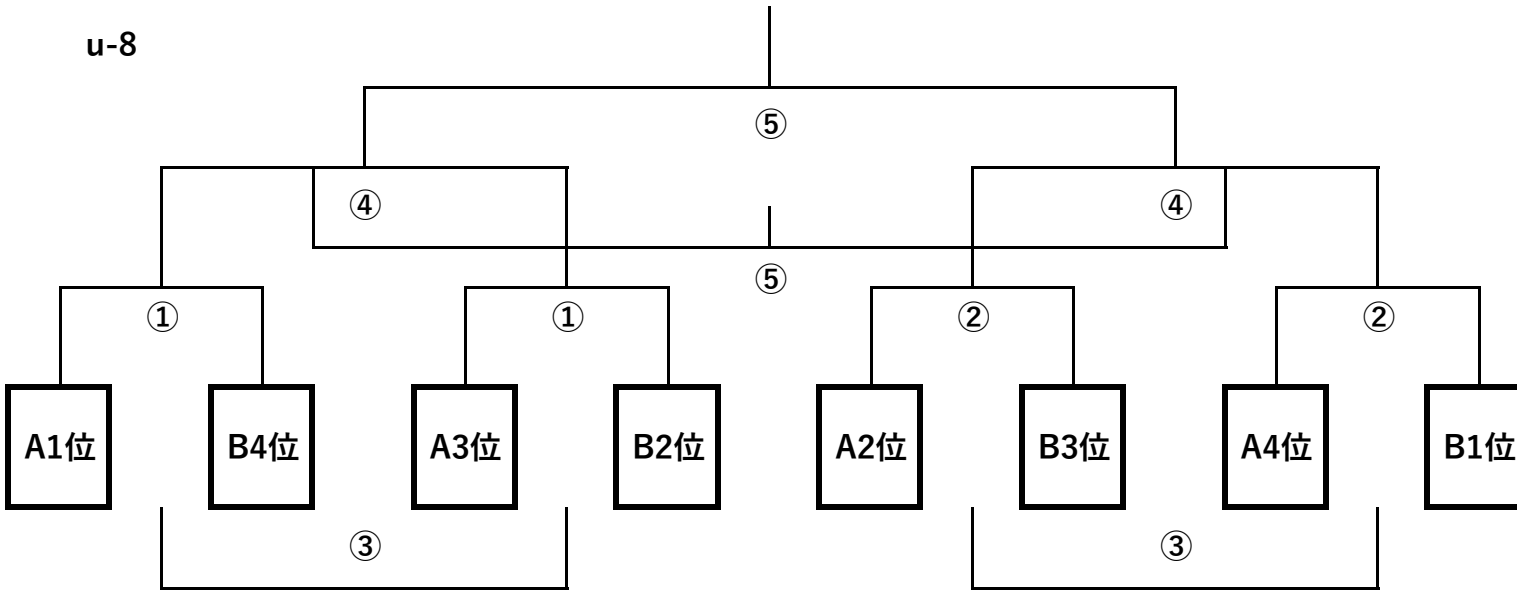 u-8
⑤
④ ④
⑤
① ① ② ②
A1位 B4位 A3位 B2位 A2位 B3位 A4位 B1位
③ ③